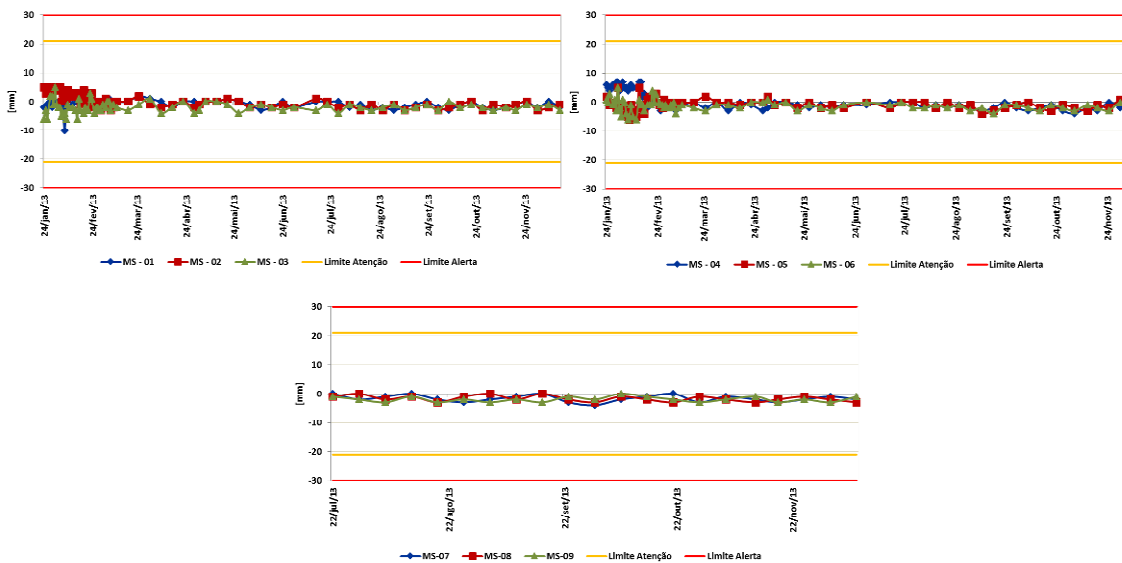 30
20
10
0
-10
-20
-30
[mm]
24/jan/13
24/fev/13
24/mar/13
24/abr/13
24/mai/13
24/jun/13
24/jul/13
24/ago/13
24/set/13
24/out/13
24/nov/13
MS - 01 MS - 02 MS - 03 Limite Atenção Limite Alerta
30
20
10
0
-10
-20
-30
[mm]
24/jan/13
24/fev/13
24/mar/13
24/abr/13
24/mai/13
24/jun/13
24/jul/13
24/ago/13
24/set/13
24/out/13
24/nov/13
MS - 04 MS - 05 MS - 06 Limite Atenção Limite Alerta
30
20
10
0
-10
-20
-30
[mm]
22/jul/13
22/ago/13
22/set/13
22/out/13
22/nov/13
MS-07 MS-08 MS-09 Limite Atenção Limite Alerta